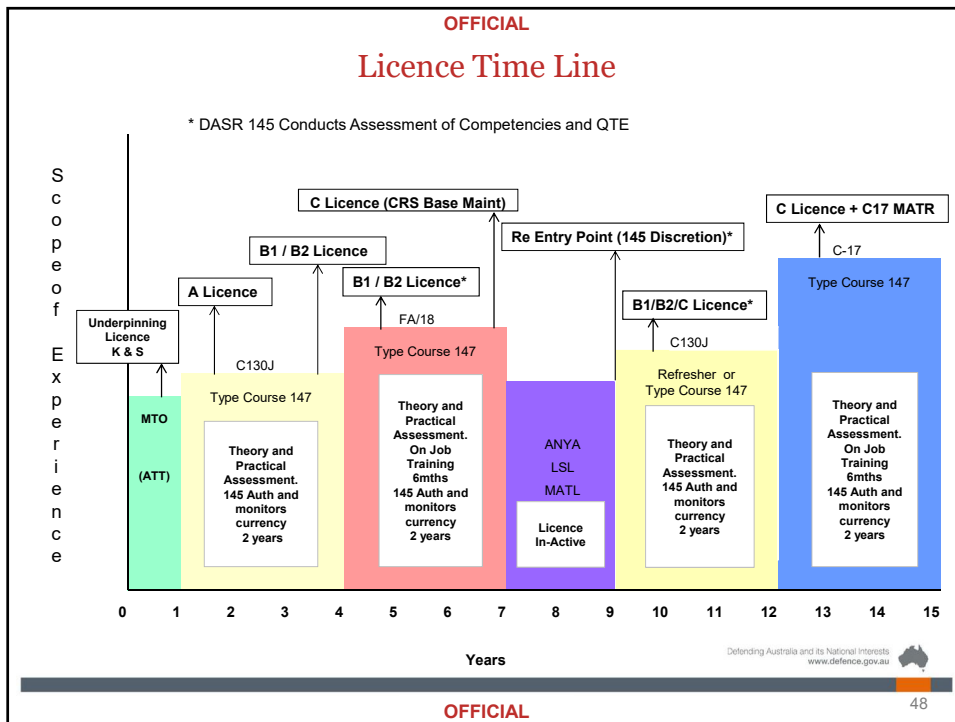 OFFICIAL
Licence Time Line
* DASR 145 Conducts Assessment of Competencies and QTE
Scope of Experience
Underpinning
Licence
K & S
MTO
(ATT)
A Licence
C130J
Type Course 147
Theory and
Practical
Assessment.
145 Auth and
monitors
currency
2 years
B1 / B2 Licence
B1 / B2 Licence*
FA/18
Type Course 147
Theory and
Practical
Assessment.
On Job
Training
6mths
145 Auth and
monitors
currency
2 years
C Licence (CRS Base Maint)
ANYA
LSL
MATL
Licence
In-Active
Re Entry Point (145 Discretion)*
B1/B2/C Licence*
C130J
Refresher or
Type Course 147
Theory and
Practical
Assessment.
145 Auth and
monitors
currency
2 years
C Licence + C17 MATR
C-17
Type Course 147
Theory and
Practical
Assessment.
On Job
Training
6mths
145 Auth and
monitors
currency
2 years
0 1 2 3 4 5 6 7 8 9 10 11 12 13 14 15
Years
Defending Australia and its National Interests
www.defence.gov.au
48
OFFICIAL